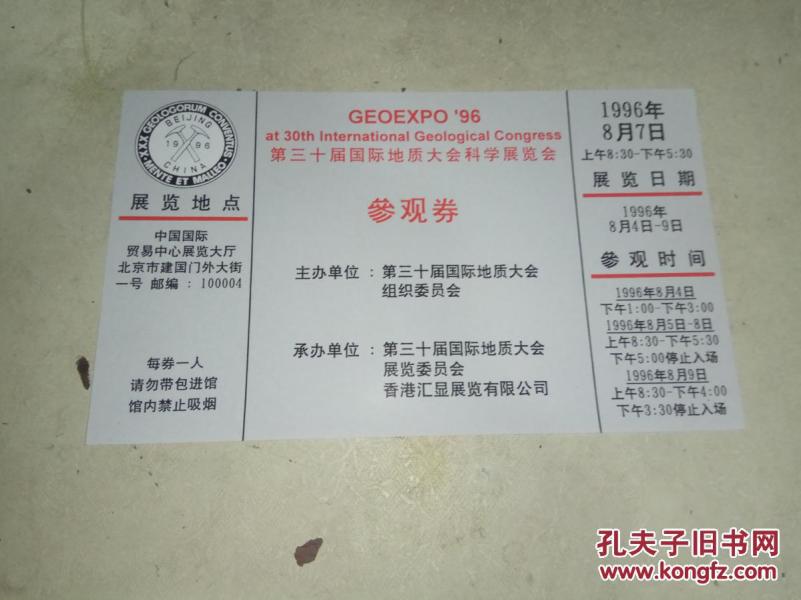 XXX GEOLOGORUM CONVENTUS
BEIJING
1996
CHINA
·MENTE ET MALLEO·
展览地点
中国国际
贸易中心展览大厅
北京市建国门外大街
一号 邮编：100004
每券一人
请勿带包进馆
馆内禁止吸烟
GEOEXPO '96
at 30th International Geological Congress
第三十届国际地质大会科学展览会
參观券
主办单位：第三十届国际地质大会
组织委员会
承办单位：第三十届国际地质大会
展览委员会
香港汇显展览有限公司
1996年
8月7日
上午8:30-下午5:30
展览日期
1996年
8月4日-9日
參观时间
1996年8月4日
下午1:00-下午3:00
1996年8月5日-8日
上午8:30-下午5:30
下午5:00停止入场
1996年8月9日
上午8:30-下午4:00
下午3:30停止入场
孔夫子旧书网
www.kongfz.com